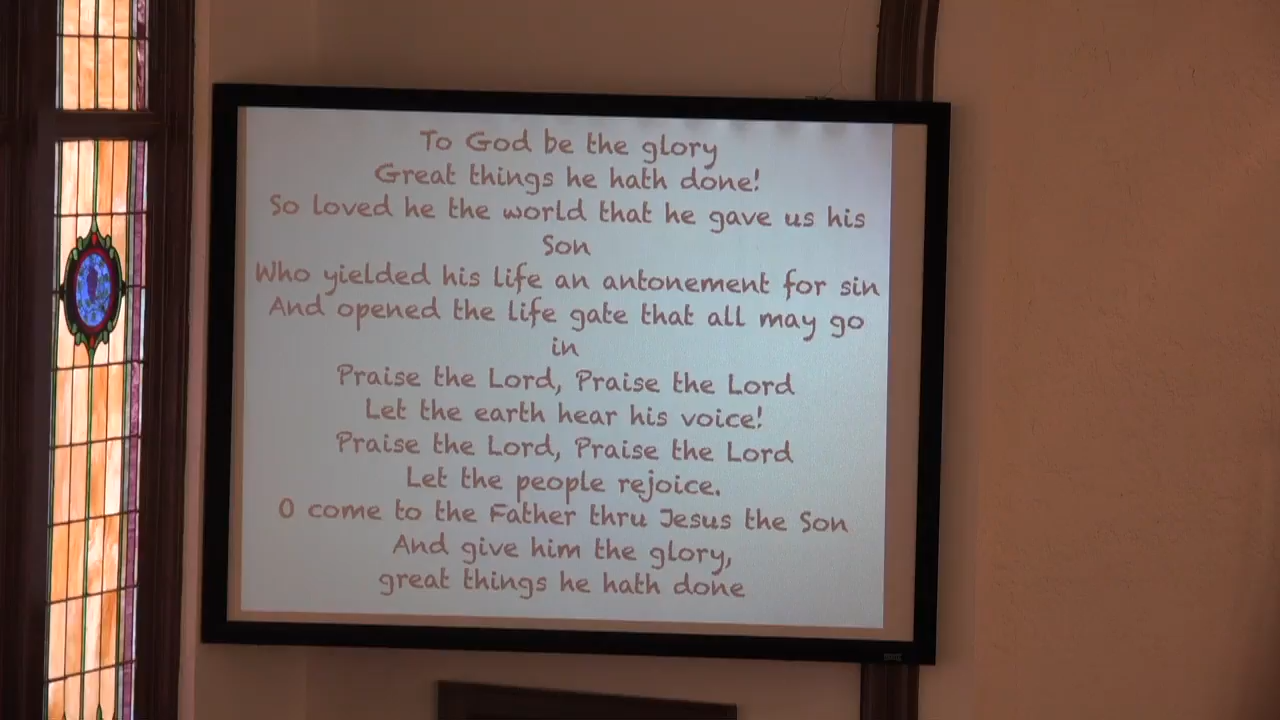 To God be the glory
Great things he hath done!
So loved he the world that he gave us his
Son
Who yielded his life an antonement for sin
And opened the life gate that all may go
in
Praise the Lord, Praise the Lord
Let the earth hear his voice!
Praise the Lord, Praise the Lord
Let the people rejoice.
O come to the Father thru Jesus the Son
And give him the glory,
great things he hath done